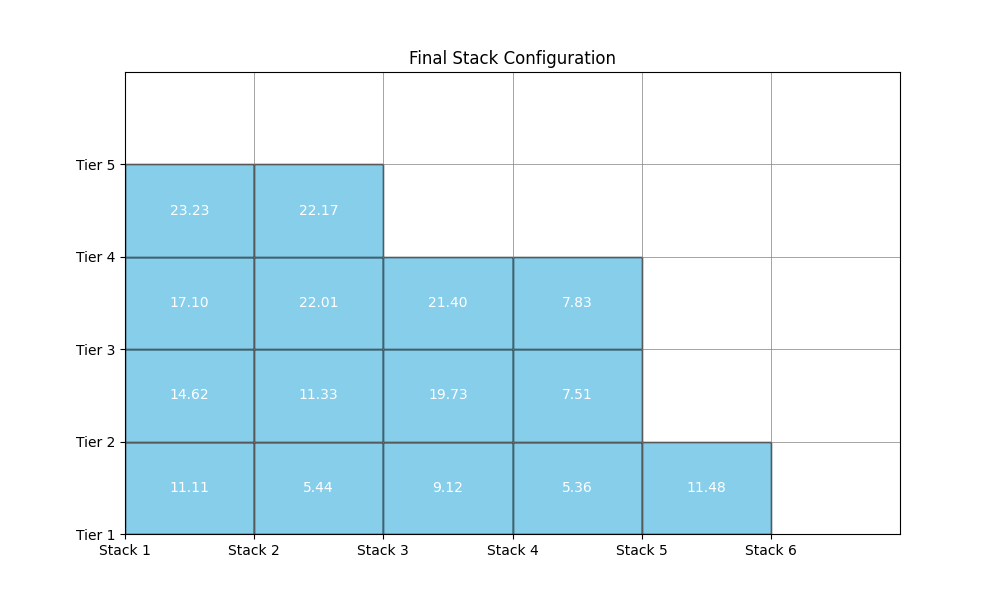 Final Stack Configuration
Tier 5
23.23 22.17
Tier 4
17.10 22.01 21.40 7.83
Tier 3
14.62 11.33 19.73 7.51
Tier 2
11.11 5.44 9.12 5.36 11.48
Tier 1
Stack 1 Stack 2 Stack 3 Stack 4 Stack 5 Stack 6